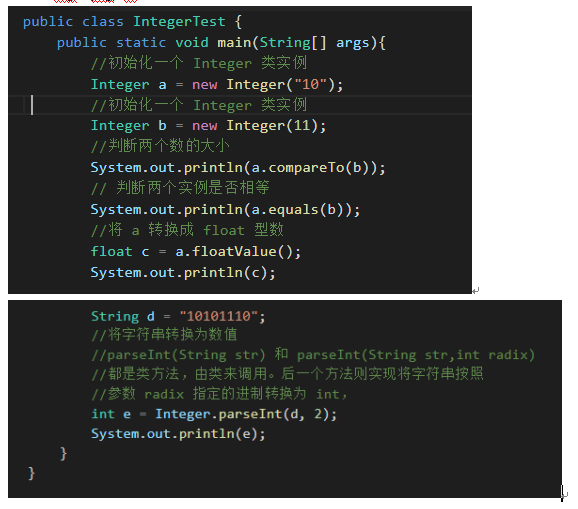 public class IntegerTest {
public static void main(String[] args){
//初始化一个 Integer 类实例
Integer a = new Integer("10");
//初始化一个 Integer 类实例
Integer b = new Integer(11);
//判断两个数的大小
System.out.println(a.compareTo(b));
// 判断两个实例是否相等
System.out.println(a.equals(b));
//将 a 转换成 float 型数
float c = a.floatValue();
System.out.println(c);
String d = "10101110";
//将字符串转换为数值
//parseInt(String str) 和 parseInt(String str,int radix)
//都是类方法，由类来调用。后一个方法则实现将字符串按照
//参数 radix 指定的进制转换为 int，
int e = Integer.parseInt(d, 2);
System.out.println(e);
}
}